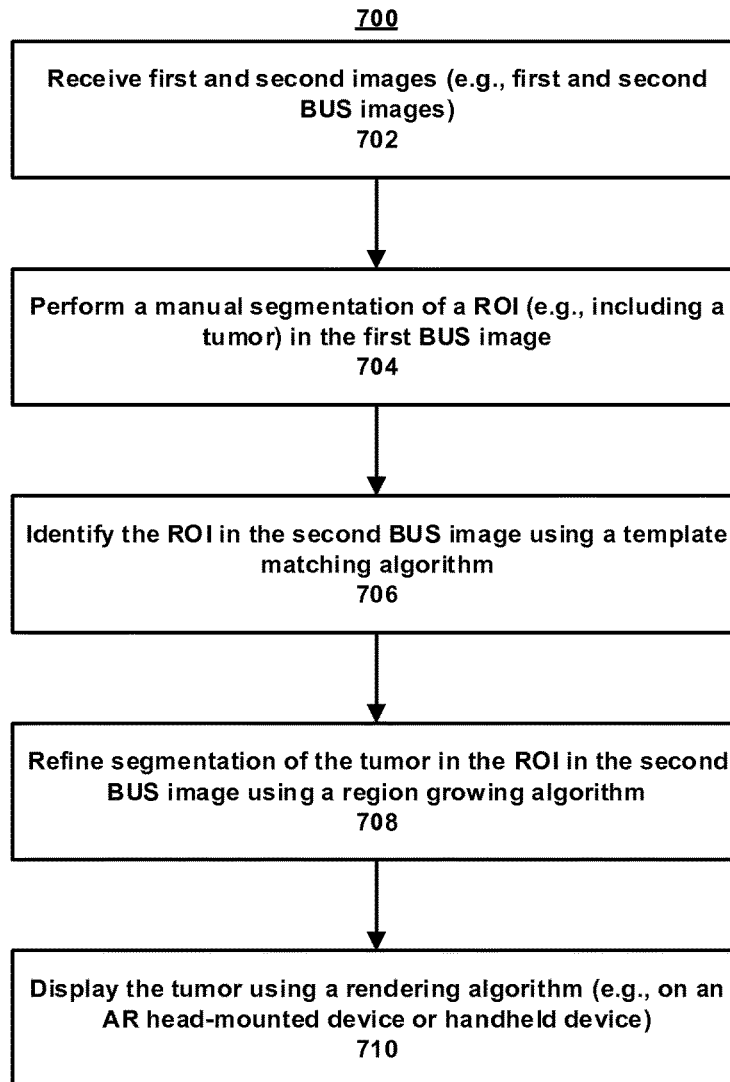 700
Receive first and second images (e.g., first and second
BUS images)
702
Perform a manual segmentation of a ROI (e.g., including a
tumor) in the first BUS image
704
Identify the ROI in the second BUS image using a template
matching algorithm
706
Refine segmentation of the tumor in the ROI in the second
BUS image using a region growing algorithm
708
Display the tumor using a rendering algorithm (e.g., on an
AR head-mounted device or handheld device)
710